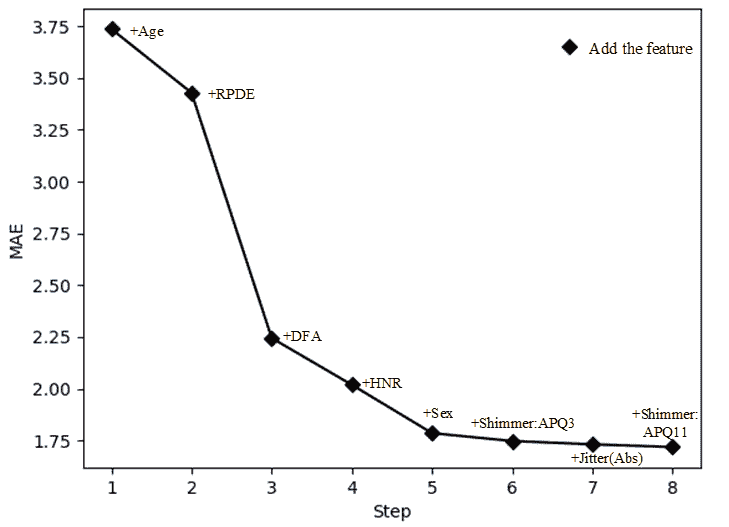 3.75
3.50
3.25
3.00
2.75
2.50
2.25
2.00
1.75
MAE
1
2
3
4
5
6
7
8
Step
Add the feature
+Age
+RPDE
+DFA
+HNR
+Sex
+Shimmer:APQ3
+Jitter(Abs)
+Shimmer:
APQ11